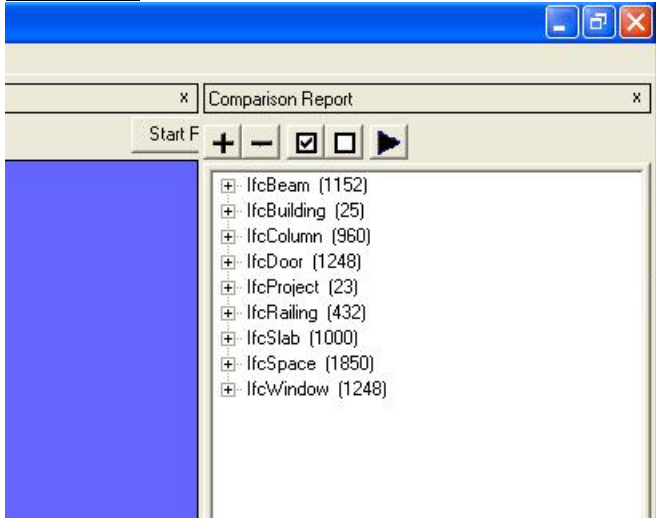 Comparison Report
Start F
IfcBeam (1152)
IfcBuilding (25)
IfcColumn (960)
IfcDoor (1248)
IfcProject (23)
IfcRailing (432)
IfcSlab (1000)
IfcSpace (1850)
IfcWindow (1248)